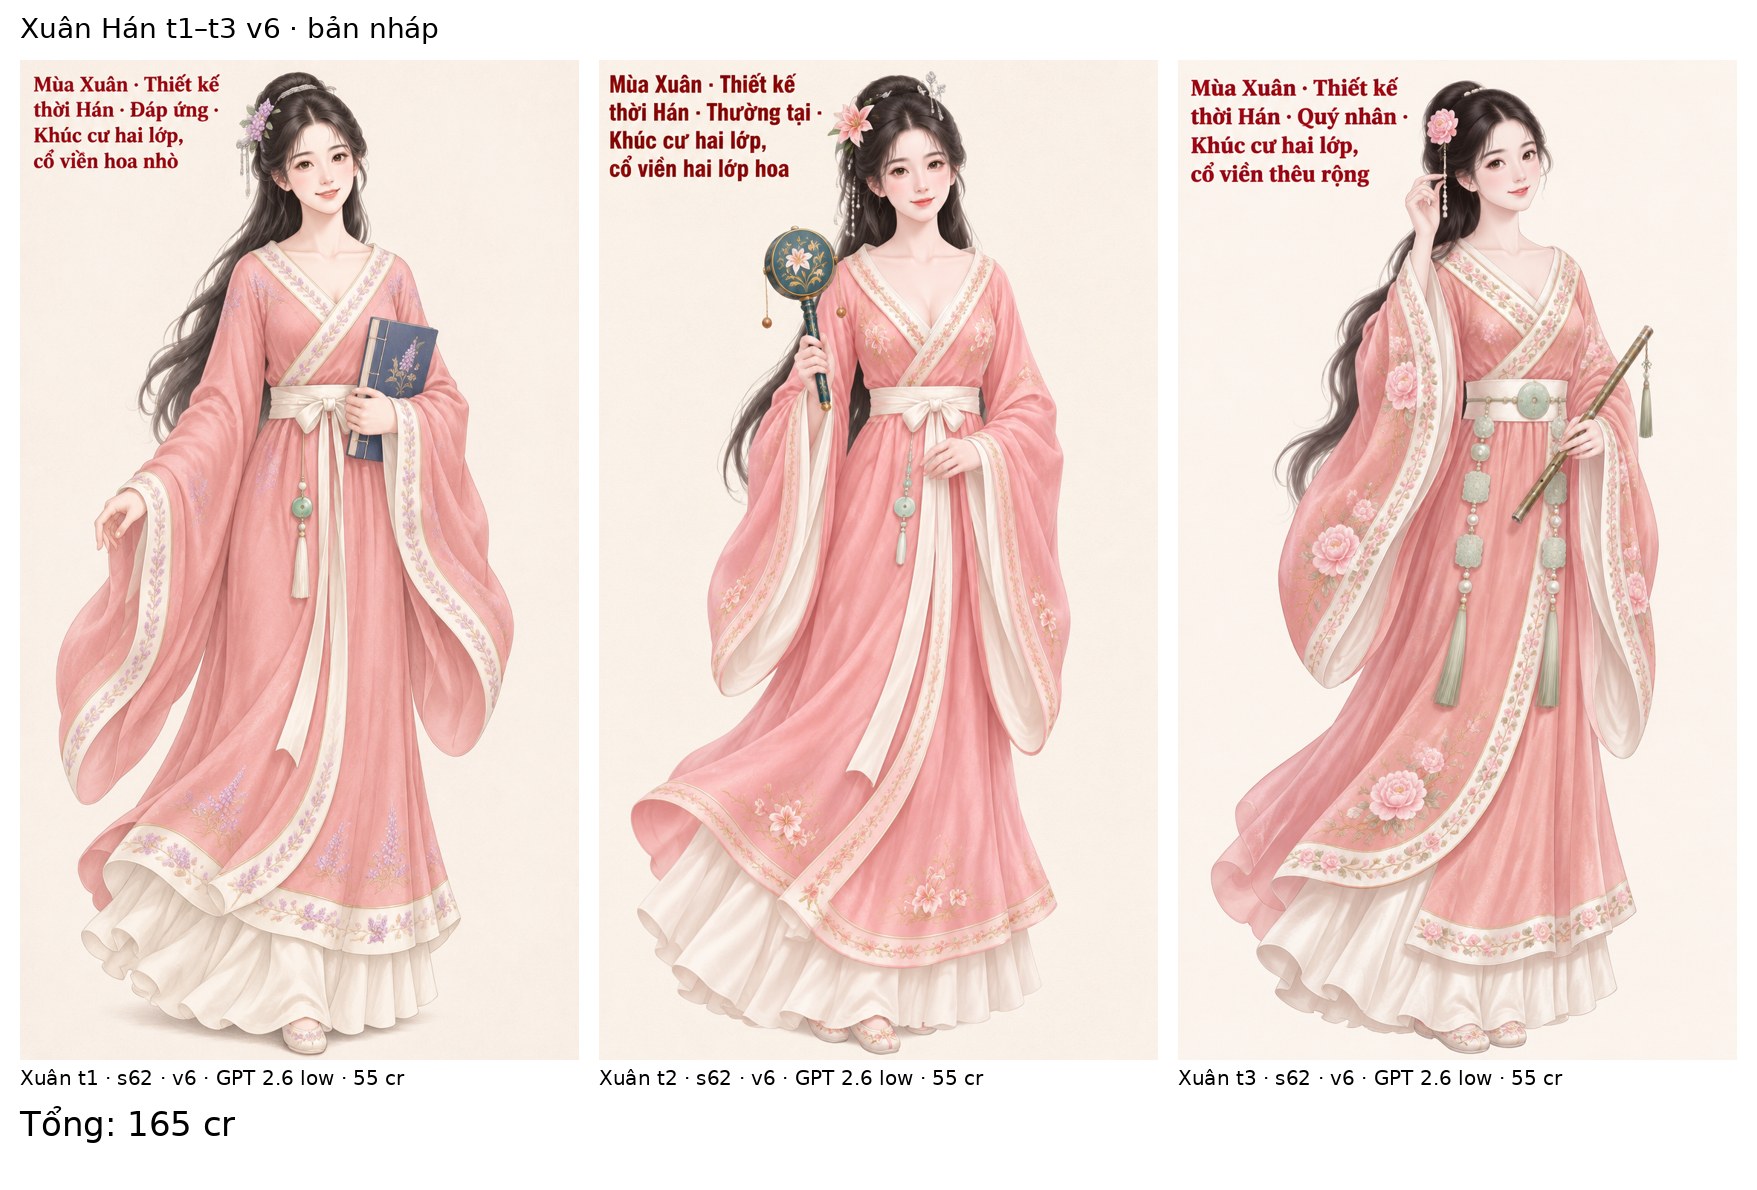 Xuân Hán t1–t3 v6 · bản nháp
Mùa Xuân · Thiết kế
thời Hán · Đáp ứng ·
Khúc cư hai lớp,
cổ viền hoa nhỏ
Mùa Xuân · Thiết kế
thời Hán · Thường tại ·
Khúc cư hai lớp,
cổ viền hai lớp hoa
Mùa Xuân · Thiết kế
thời Hán · Quý nhân ·
Khúc cư hai lớp,
cổ viền thêu rộng
Xuân t1 · s62 · v6 · GPT 2.6 low · 55 cr
Xuân t2 · s62 · v6 · GPT 2.6 low · 55 cr
Xuân t3 · s62 · v6 · GPT 2.6 low · 55 cr
Tổng: 165 cr